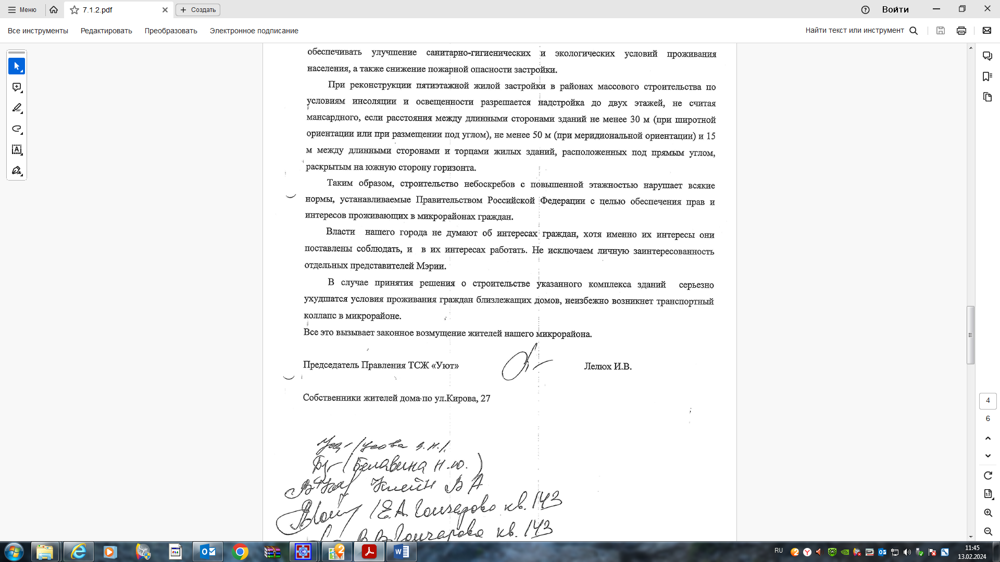 Меню
7.1.2.pdf
Создать
Войти
Все инструменты
Редактировать
Преобразовать
Электронное подписание
Найти текст или инструмент
обеспечивать улучшение санитарно-гигиенических и экологических условий проживания
населения, а также снижение пожарной опасности застройки.
При реконструкции пятиэтажной жилой застройки в районах массового строительства по
условиям инсоляции и освещенности разрешается надстройка до двух этажей, не считая
мансардного, если расстояния между длинными сторонами зданий не менее 30 м (при широтной
ориентации или при размещении под углом), не менее 50 м (при меридиональной ориентации) и 15
м между длинными сторонами и торцами жилых зданий, расположенных под прямым углом,
раскрытым на южную сторону горизонта.
Таким образом, строительство небоскребов с повышенной этажностью нарушает всякие
нормы, устанавливаемые Правительством Российской Федерации с целью обеспечения прав и
интересов проживающих в микрорайонах граждан.
Власти нашего города не думают об интересах граждан, хотя именно их интересы они
поставлены соблюдать, и в их интересах работать. Не исключаем личную заинтересованность
отдельных представителей Мэрии.
В случае принятия решения о строительстве указанного комплекса зданий серьезно
ухудшатся условия проживания граждан близлежащих домов, неизбежно возникнет транспортный
коллапс в микрорайоне.
Все это вызывает законное возмущение жителей нашего микрорайона.
Председатель Правления ТСЖ «Уют»
Лелюх И.В.
Собственники жителей дома по ул.Кирова, 27
(Белавина Н.Ю.)
Клейн В А
/Е.А. Гончарова кв. 143
В.В. Гончарова кв. 143
4
6
RU
11:45
13.02.2024